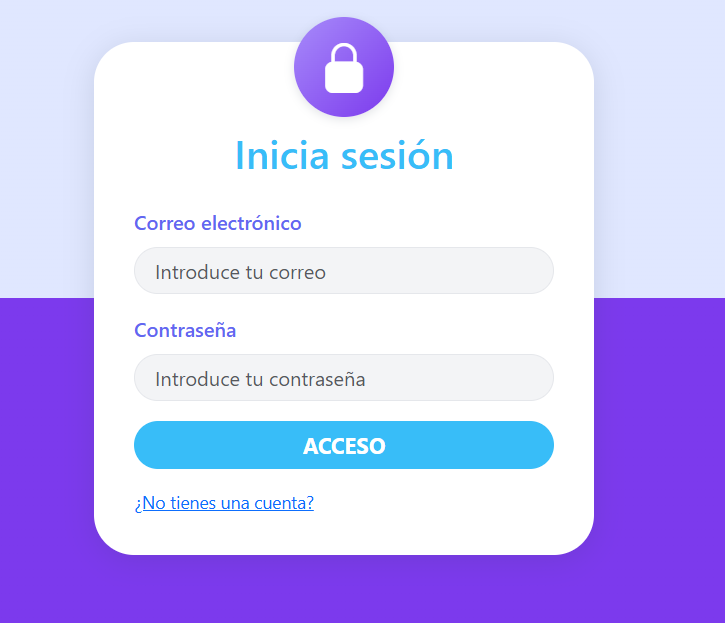 Inicia sesión
Correo electrónico
Introduce tu correo
Contraseña
Introduce tu contraseña
ACCESO
¿No tienes una cuenta?